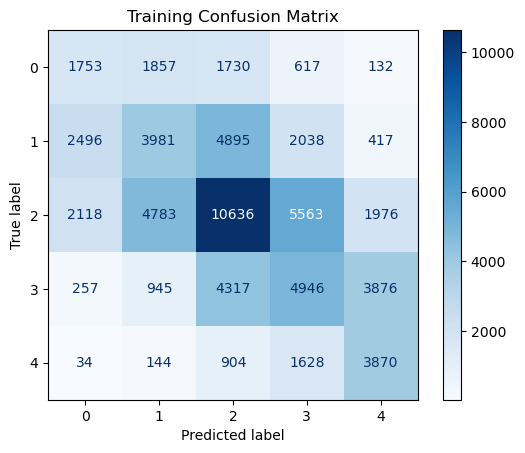 Training Confusion Matrix
0 1753 1857 1730 617 132
1 2496 3981 4895 2038 417
2 2118 4783 10636 5563 1976
3 257 945 4317 4946 3876
4 34 144 904 1628 3870
0 1 2 3 4
Predicted label
True label
10000
8000
6000
4000
2000